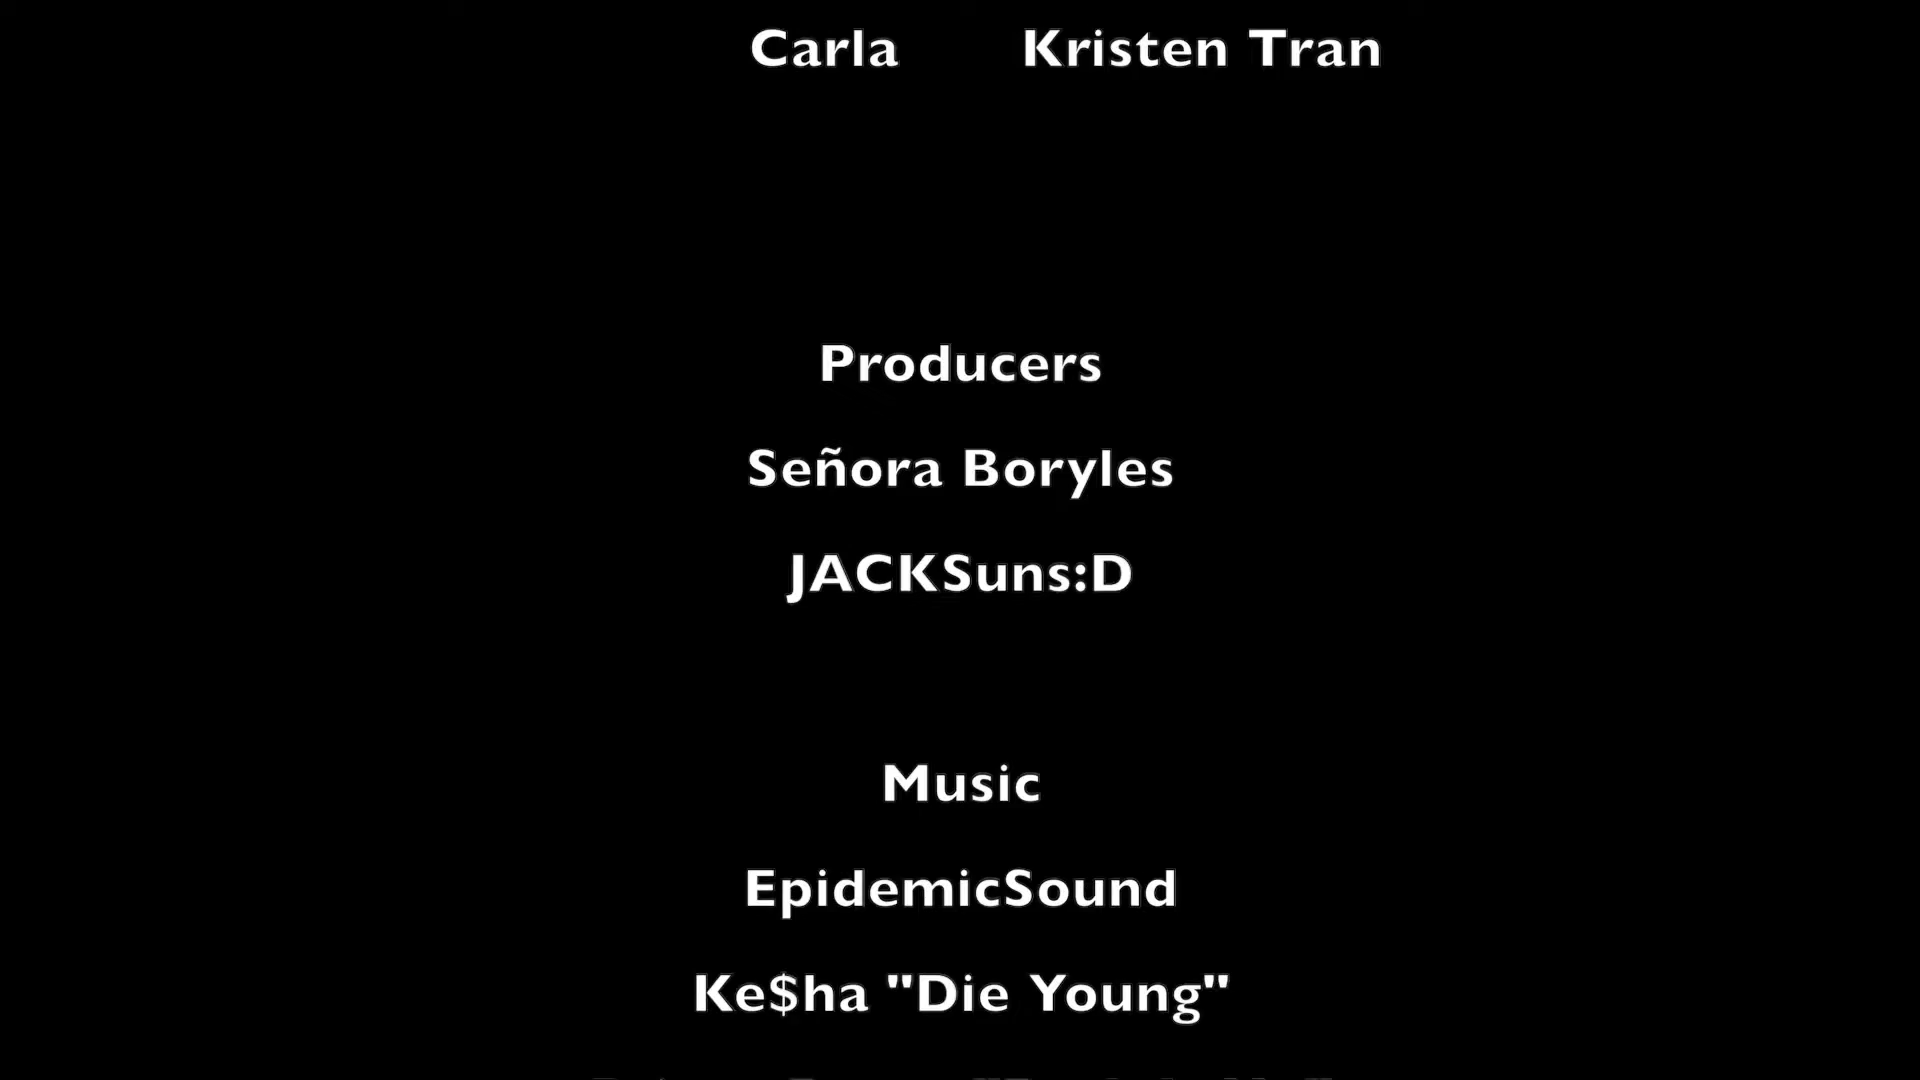 Carla Kristen Tran
Producers
Señora Boryles
JACKSuns:D
Music
EpidemicSound
Ke$ha "Die Young"